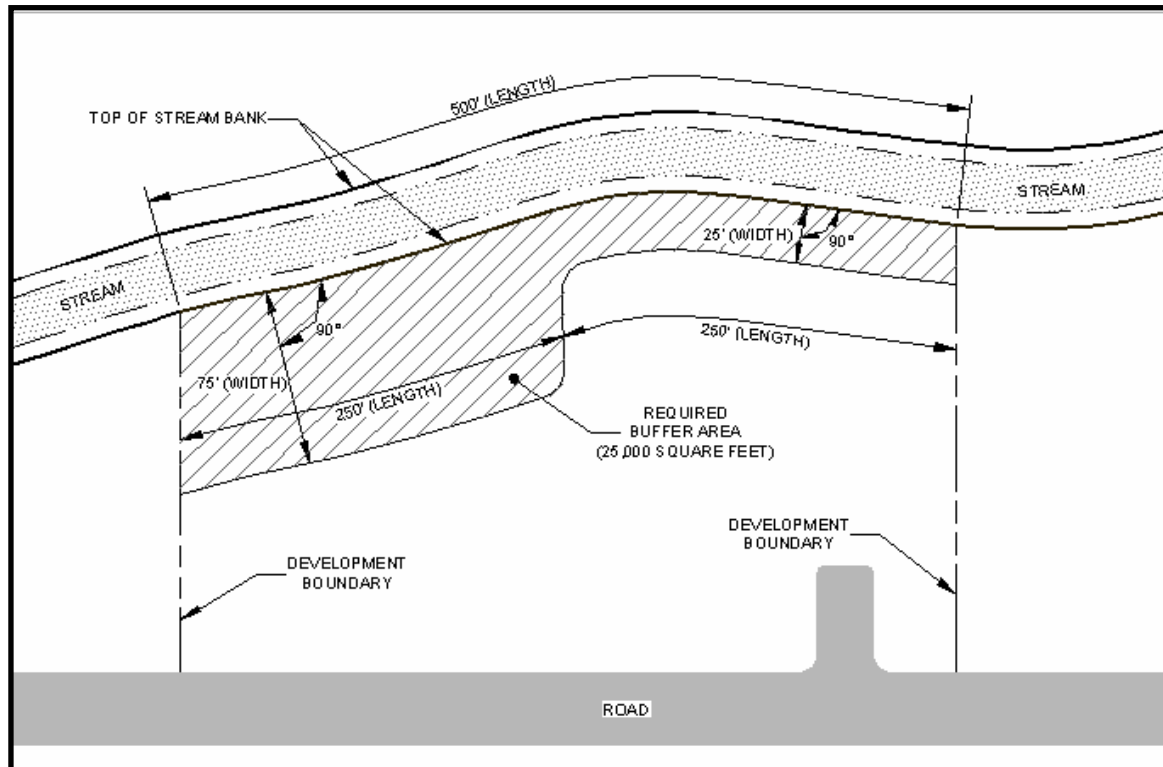 500' (LENGTH)
TOP OF STREAM BANK
STREAM
25' (WIDTH)
90°
STREAM
90°
250' (LENGTH)
75' (WIDTH)
250' (LENGTH)
REQUIRED
BUFFER AREA
(25,000 SQUARE FEET)
DEVELOPMENT
BOUNDARY
DEVELOPMENT
BOUNDARY
ROAD